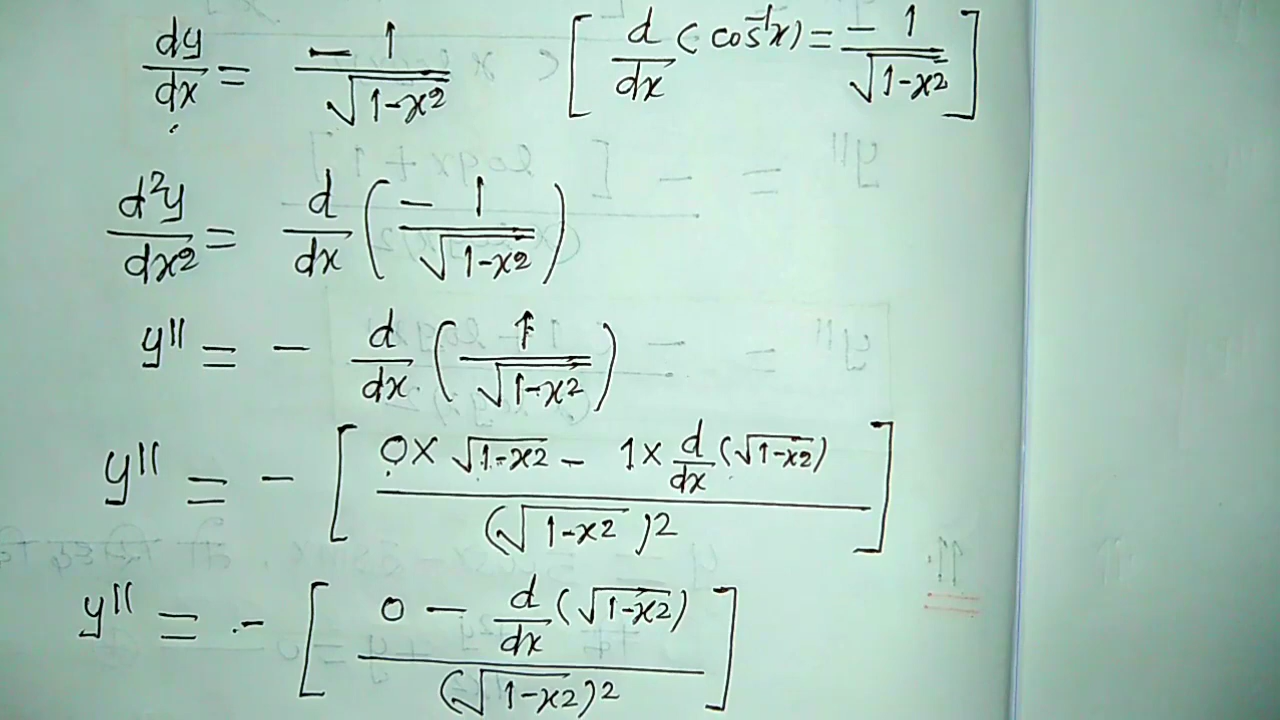 dy/dx = -1/√(1-x²) [d/dx (cos⁻¹x) = -1/√(1-x²)]
d²y/dx² = d/dx (-1/√(1-x²))
y'' = - d/dx (1/√(1-x²))
y'' = - [(0 × √(1-x²) - 1 × d/dx (√(1-x²)))/(√(1-x²))²]
y'' = - [(0 - d/dx (√(1-x²)))/(√(1-x²))²]